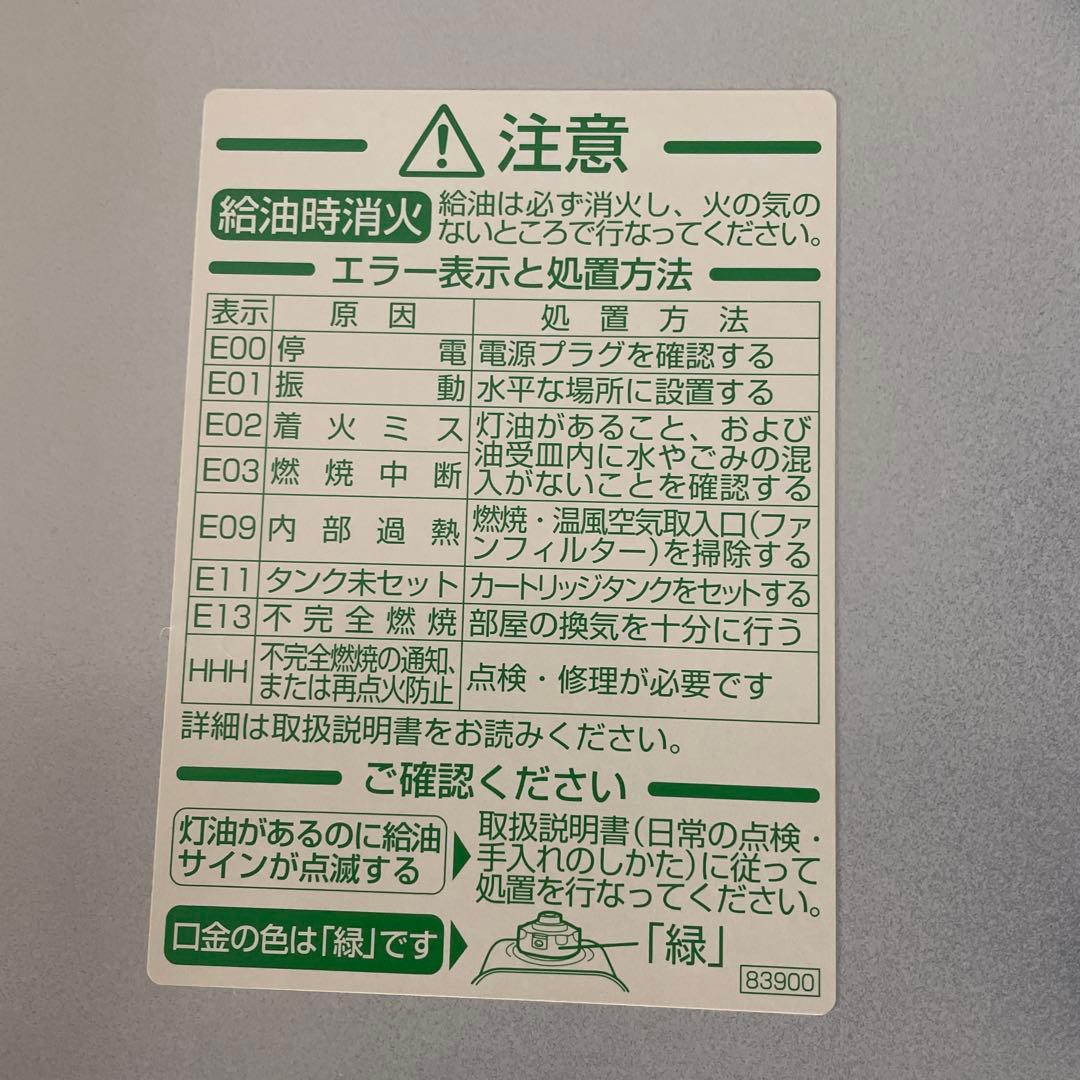 注意
給油時消火
給油は必ず消火し、火の気の
ないところで行なってください。
エラー表示と処置方法
表示 原因 処置方法
E00 停電 電源プラグを確認する
E01 振動 水平な場所に設置する
E02 着火ミス 灯油があること、および
油受皿内に水やごみの混
E03 燃焼中断 入がないことを確認する
E09 内部過熱 燃焼・温風空気取入口(ファ
ンフィルター)を掃除する
E11 タンク未セット カートリッジタンクをセットする
E13 不完全燃焼 部屋の換気を十分に行う
HHH 不完全燃焼の通知、
または再点火防止 点検・修理が必要です
詳細は取扱説明書をお読みください。
ご確認ください
灯油があるのに給油
サインが点滅する
取扱説明書(日常の点検・
手入れのしかた)に従って
処置を行なってください。
口金の色は「緑」です
「緑」
83900